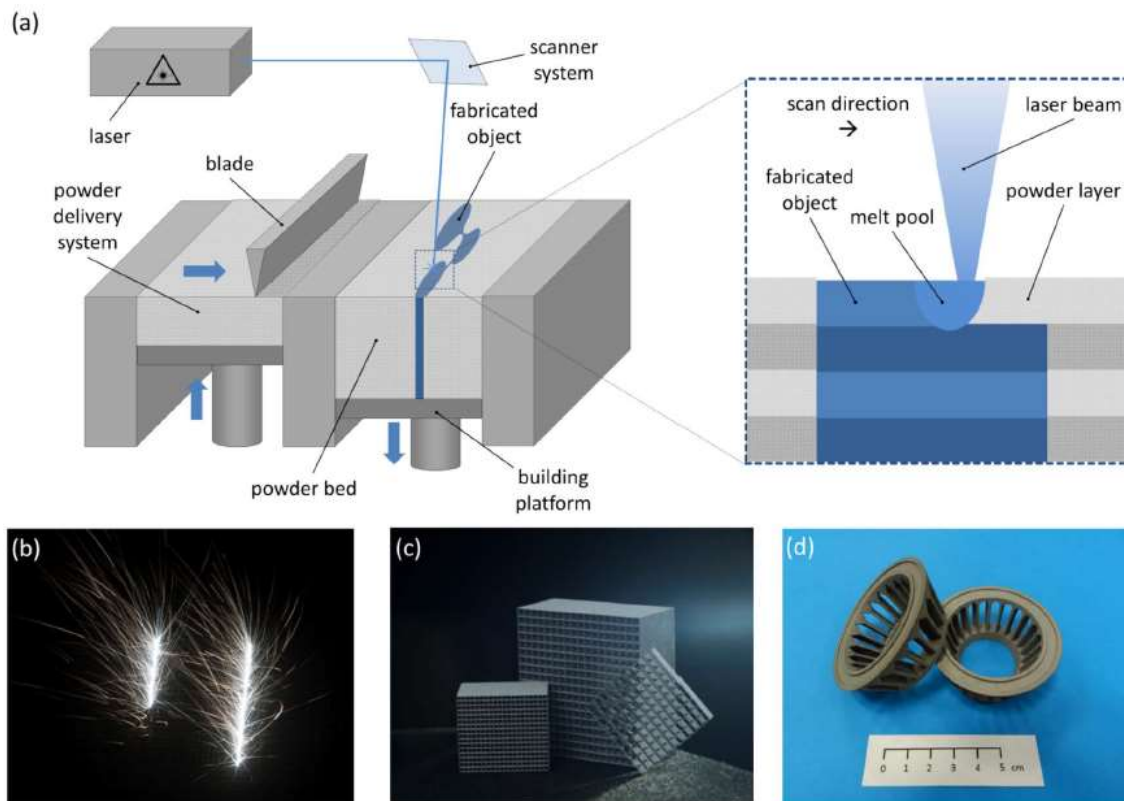 (a)
laser
scanner
system
fabricated
object
blade
powder
delivery
system
powder bed
building
platform
scan direction
→
laser beam
fabricated
object
melt pool
powder layer
(b)
(c)
(d)
0 1 2 3 4 5 cm